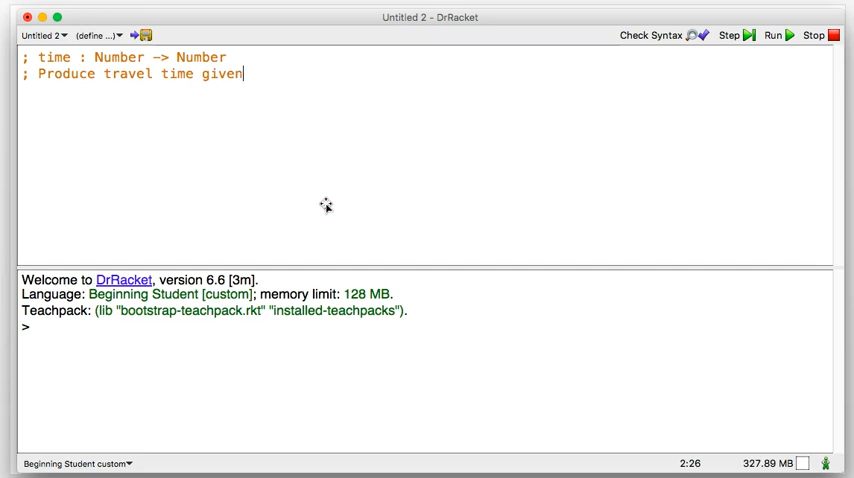 Untitled 2 - DrRacket
Untitled 2▾ (define ...)▾ Check Syntax Step Run Stop
; time : Number -> Number
; Produce travel time given
Welcome to DrRacket, version 6.6 [3m].
Language: Beginning Student [custom]; memory limit: 128 MB.
Teachpack: (lib "bootstrap-teachpack.rkt" "installed-teachpacks").
>
Beginning Student custom▾ 2:26 327.89 MB